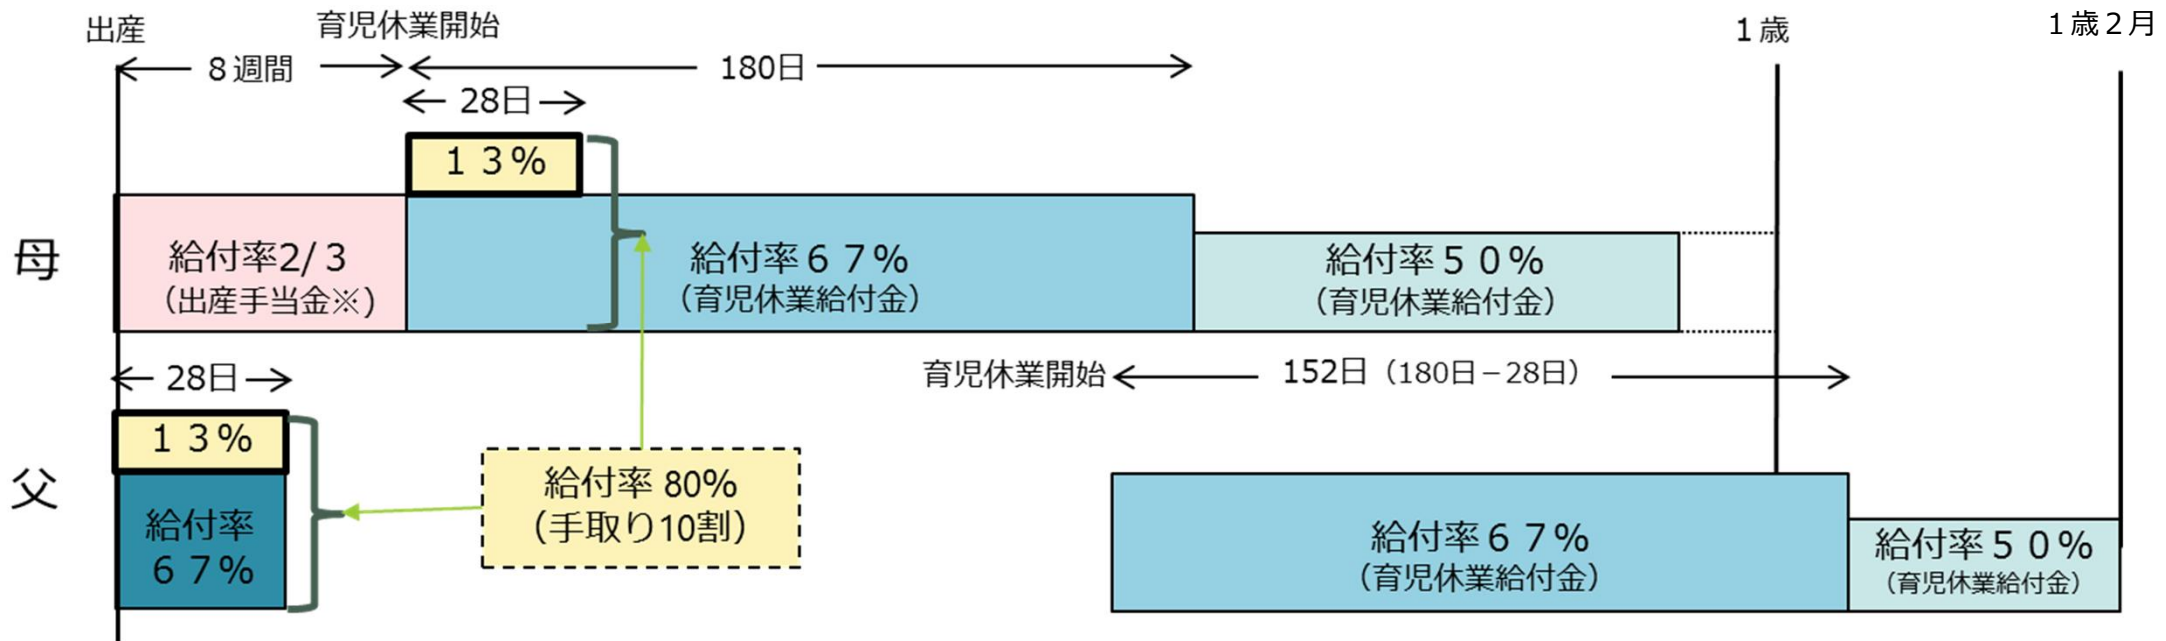 出産
育児休業開始
１歳
１歳２月
８週間
180日
28日
１３%
母
給付率2/３
（出産手当金※）
給付率６７%
（育児休業給付金）
給付率５０%
（育児休業給付金）
28日
育児休業開始
152日（180日－28日）
１３%
父
給付率
６７%
給付率 80%
（手取り10割）
給付率６７%
（育児休業給付金）
給付率５０%
（育児休業給付金）